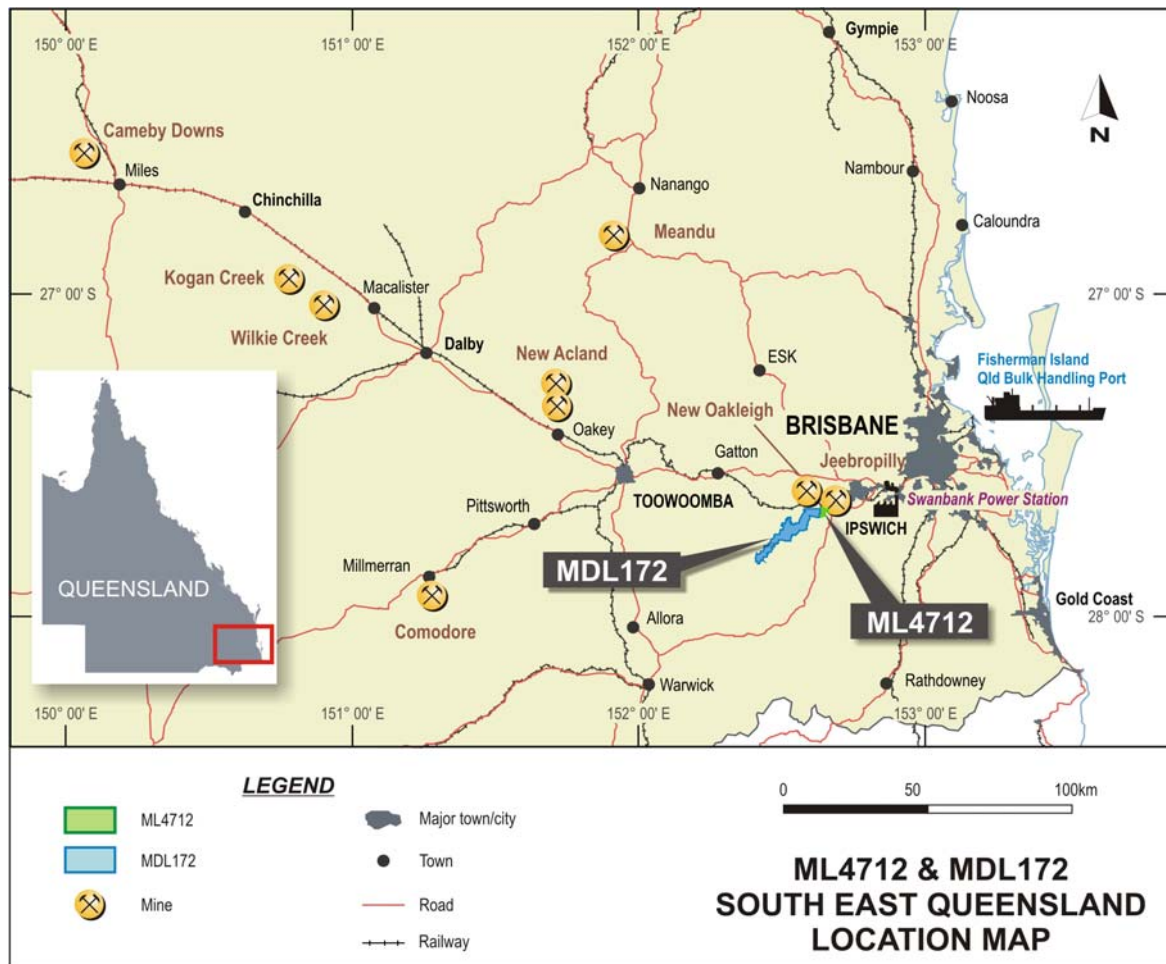 150° 00' E
151° 00' E
152° 00' E
153° 00' E
Gympie
Noosa
N
Cameby Downs
Miles
Chinchilla
Nanango
Nambour
Meandu
Caloundra
Kogan Creek
Macalister
27° 00' S
27° 00' S
Wilkie Creek
Dalby
New Acland
ESK
Fisherman Island
Qld Bulk Handling Port
New Oakleigh
BRISBANE
Oakey
Gatton
Jeebropilly
TOOWOOMBA
Swanbank Power Station
Pittsworth
IPSWICH
MDL172
Millmerran
QUEENSLAND
Comodore
Allora
ML4712
Gold Coast
28° 00' S
Warwick
Rathdowney
150° 00' E
151° 00' E
152° 00' E
153° 00' E
LEGEND
ML4712
MDL172
Mine
Major town/city
Town
Road
Railway
0 50 100km
ML4712 & MDL172
SOUTH EAST QUEENSLAND
LOCATION MAP